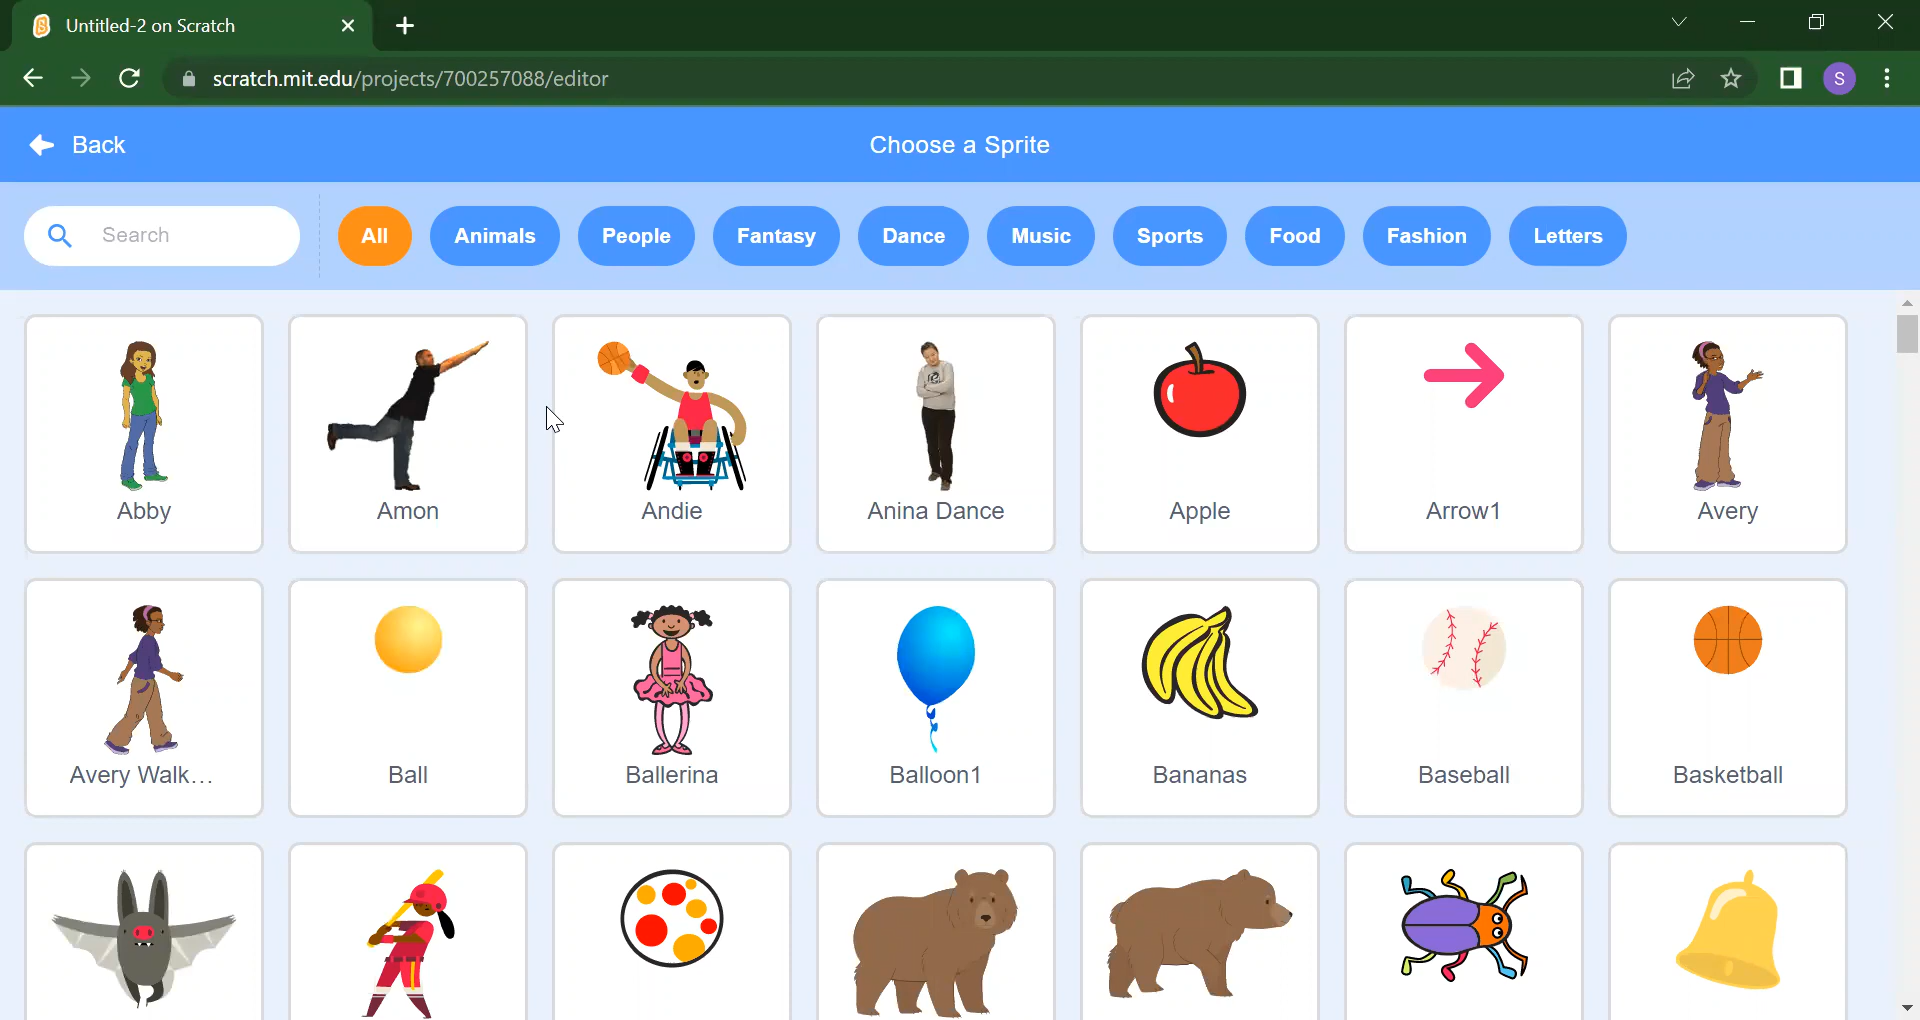 Untitled-2 on Scratch
scratch.mit.edu/projects/700257088/editor
S
Back
Choose a Sprite
Search
All
Animals
People
Fantasy
Dance
Music
Sports
Food
Fashion
Letters
Abby
Amon
Andie
Anina Dance
Apple
Arrow1
Avery
Avery Walk...
Ball
Ballerina
Balloon1
Bananas
Baseball
Basketball